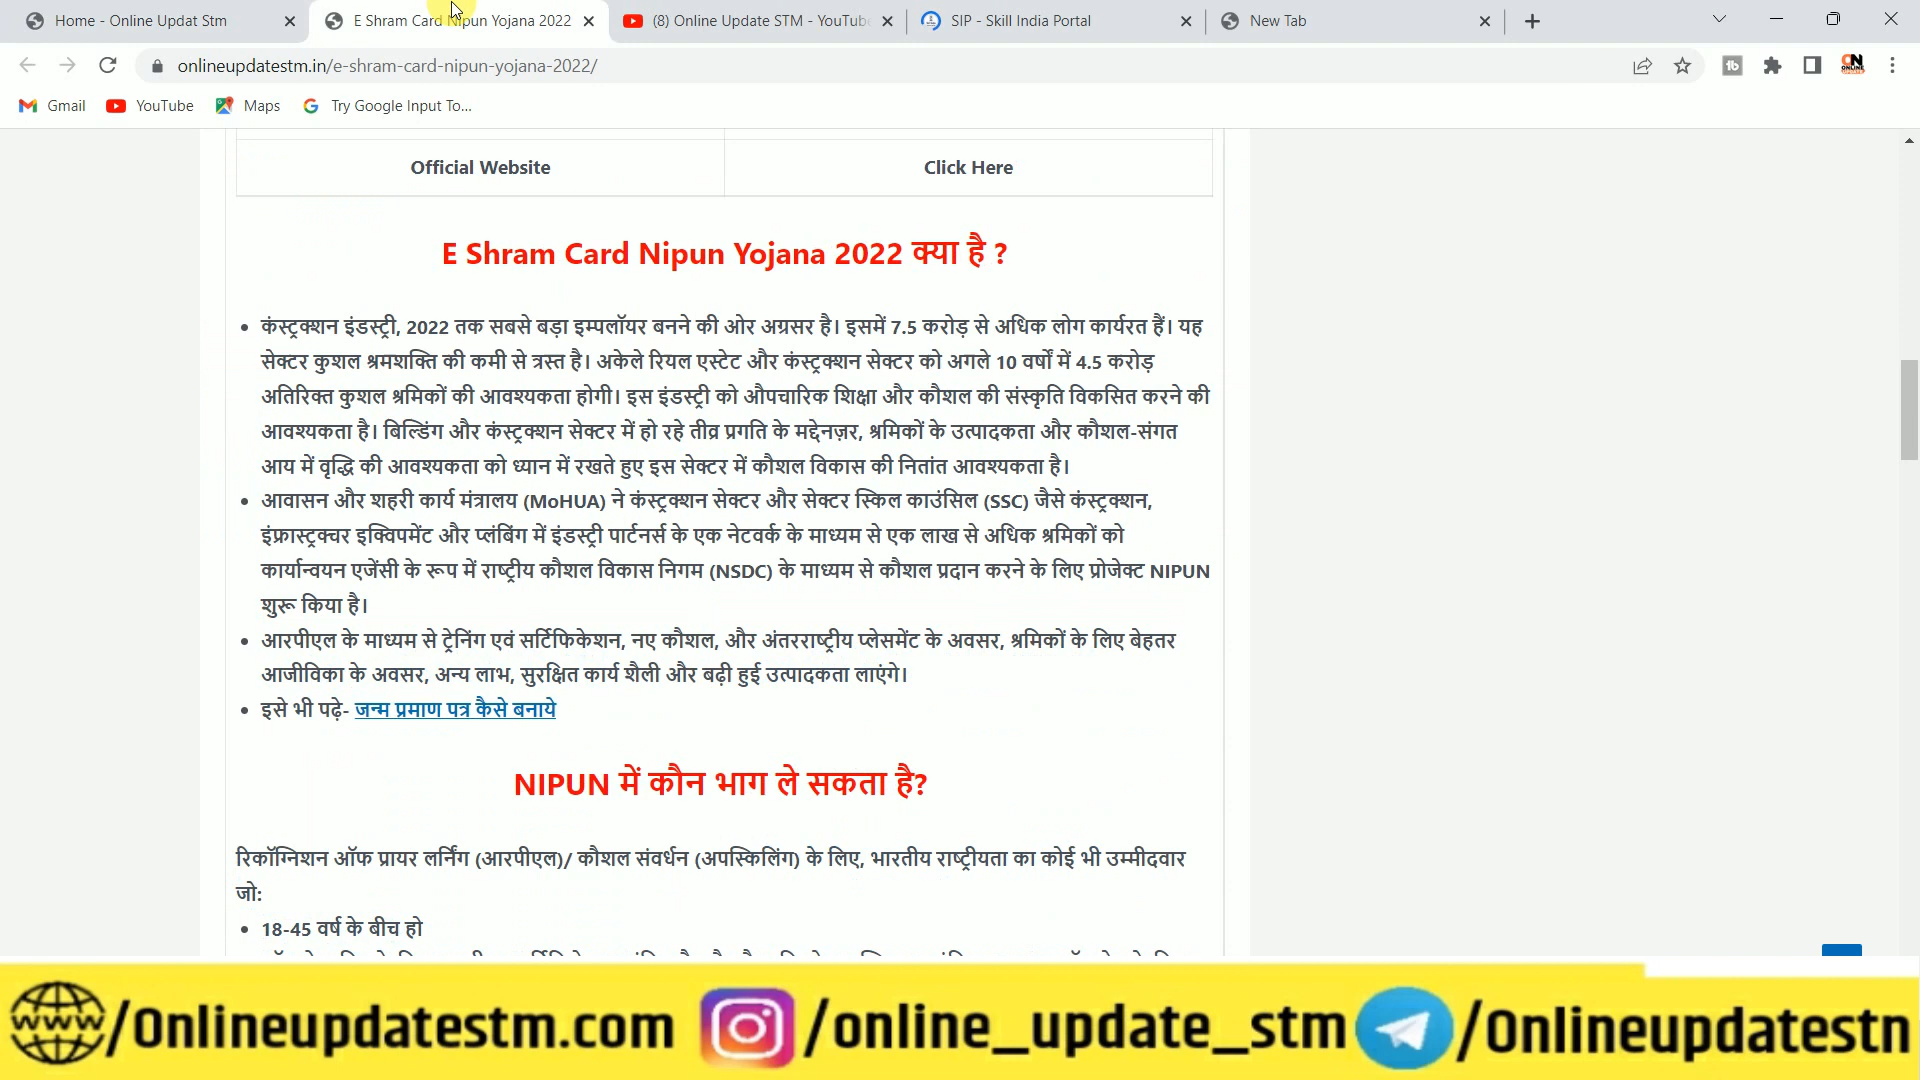 Home - Online Updat Stm
E Shram Card Nipun Yojana 2022
(8) Online Update STM - YouTube
SIP - Skill India Portal
New Tab
onlineupdatestm.in/e-shram-card-nipun-yojana-2022/
Gmail
YouTube
Maps
Try Google Input To...
Official Website
Click Here
E Shram Card Nipun Yojana 2022 क्या है ?
• कंस्ट्रक्शन इंडस्ट्री, 2022 तक सबसे बड़ा इम्पलॉयर बनने की ओर अग्रसर है। इसमें 7.5 करोड़ से अधिक लोग कार्यरत हैं। यह
सेक्टर कुशल श्रमशक्ति की कमी से त्रस्त है। अकेले रियल एस्टेट और कंस्ट्रक्शन सेक्टर को अगले 10 वर्षों में 4.5 करोड़
अतिरिक्त कुशल श्रमिकों की आवश्यकता होगी। इस इंडस्ट्री को औपचारिक शिक्षा और कौशल की संस्कृति विकसित करने की
आवश्यकता है। बिल्डिंग और कंस्ट्रक्शन सेक्टर में हो रहे तीव्र प्रगति के मद्देनज़र, श्रमिकों के उत्पादकता और कौशल-संगत
आय में वृद्धि की आवश्यकता को ध्यान में रखते हुए इस सेक्टर में कौशल विकास की नितांत आवश्यकता है।
• आवासन और शहरी कार्य मंत्रालय (MoHUA) ने कंस्ट्रक्शन सेक्टर और सेक्टर स्किल काउंसिल (SSC) जैसे कंस्ट्रक्शन,
इंफ्रास्ट्रक्चर इक्विपमेंट और प्लंबिंग में इंडस्ट्री पार्टनर्स के एक नेटवर्क के माध्यम से एक लाख से अधिक श्रमिकों को
कार्यान्वयन एजेंसी के रूप में राष्ट्रीय कौशल विकास निगम (NSDC) के माध्यम से कौशल प्रदान करने के लिए प्रोजेक्ट NIPUN
शुरू किया है।
• आरपीएल के माध्यम से ट्रेनिंग एवं सर्टिफिकेशन, नए कौशल, और अंतरराष्ट्रीय प्लेसमेंट के अवसर, श्रमिकों के लिए बेहतर
आजीविका के अवसर, अन्य लाभ, सुरक्षित कार्य शैली और बढ़ी हुई उत्पादकता लाएंगे।
• इसे भी पढ़े- जन्म प्रमाण पत्र कैसे बनाये
NIPUN में कौन भाग ले सकता है?
रिकॉग्निशन ऑफ प्रायर लर्निंग (आरपीएल)/ कौशल संवर्धन (अपस्किलिंग) के लिए, भारतीय राष्ट्रीयता का कोई भी उम्मीदवार
जो:
• 18-45 वर्ष के बीच हो
www/Onlineupdatestm.com
/online_update_stm
/Onlineupdatestn